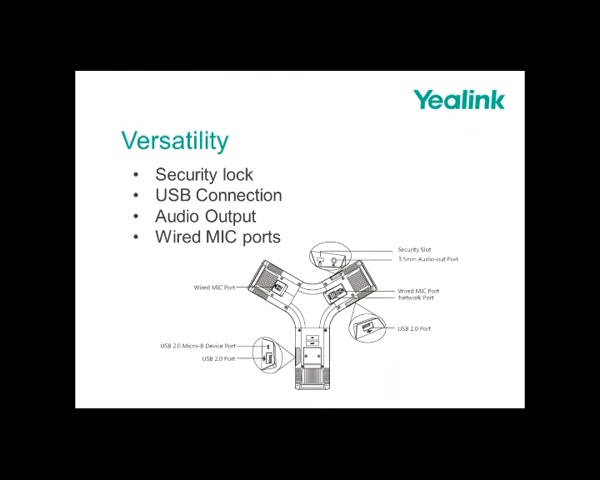 Yealink
Versatility
• Security lock
• USB Connection
• Audio Output
• Wired MIC ports
Security Slot
3.5mm Audio-out Port
Wired MIC Port
Wired MIC Port
Network Port
USB 2.0 Port
USB 2.0 Micro-B Device Port
USB 2.0 Port